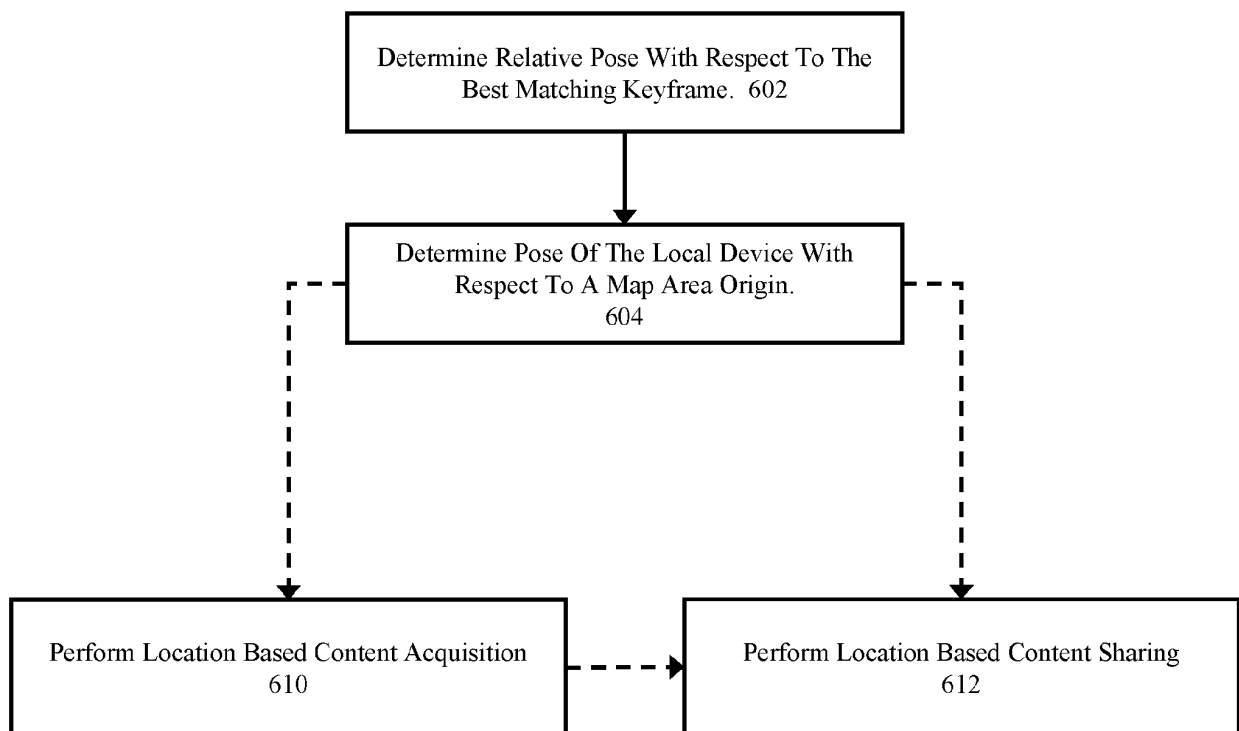 Determine Relative Pose With Respect To The
Best Matching Keyframe. 602
Determine Pose Of The Local Device With
Respect To A Map Area Origin.
604
Perform Location Based Content Acquisition
610
Perform Location Based Content Sharing
612